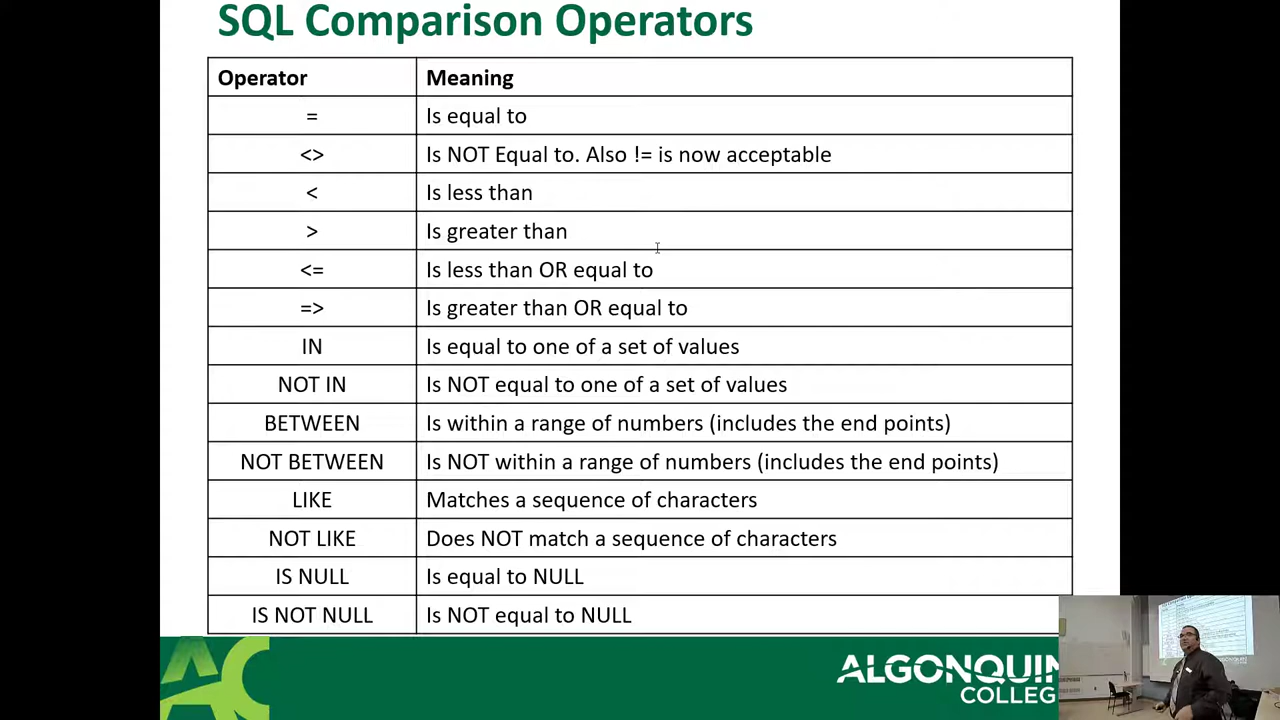 SQL Comparison Operators
Operator Meaning
= Is equal to
<> Is NOT Equal to. Also != is now acceptable
< Is less than
> Is greater than
<= Is less than OR equal to
=> Is greater than OR equal to
IN Is equal to one of a set of values
NOT IN Is NOT equal to one of a set of values
BETWEEN Is within a range of numbers (includes the end points)
NOT BETWEEN Is NOT within a range of numbers (includes the end points)
LIKE Matches a sequence of characters
NOT LIKE Does NOT match a sequence of characters
IS NULL Is equal to NULL
IS NOT NULL Is NOT equal to NULL
AC
ALGONQUIN
COLLEG